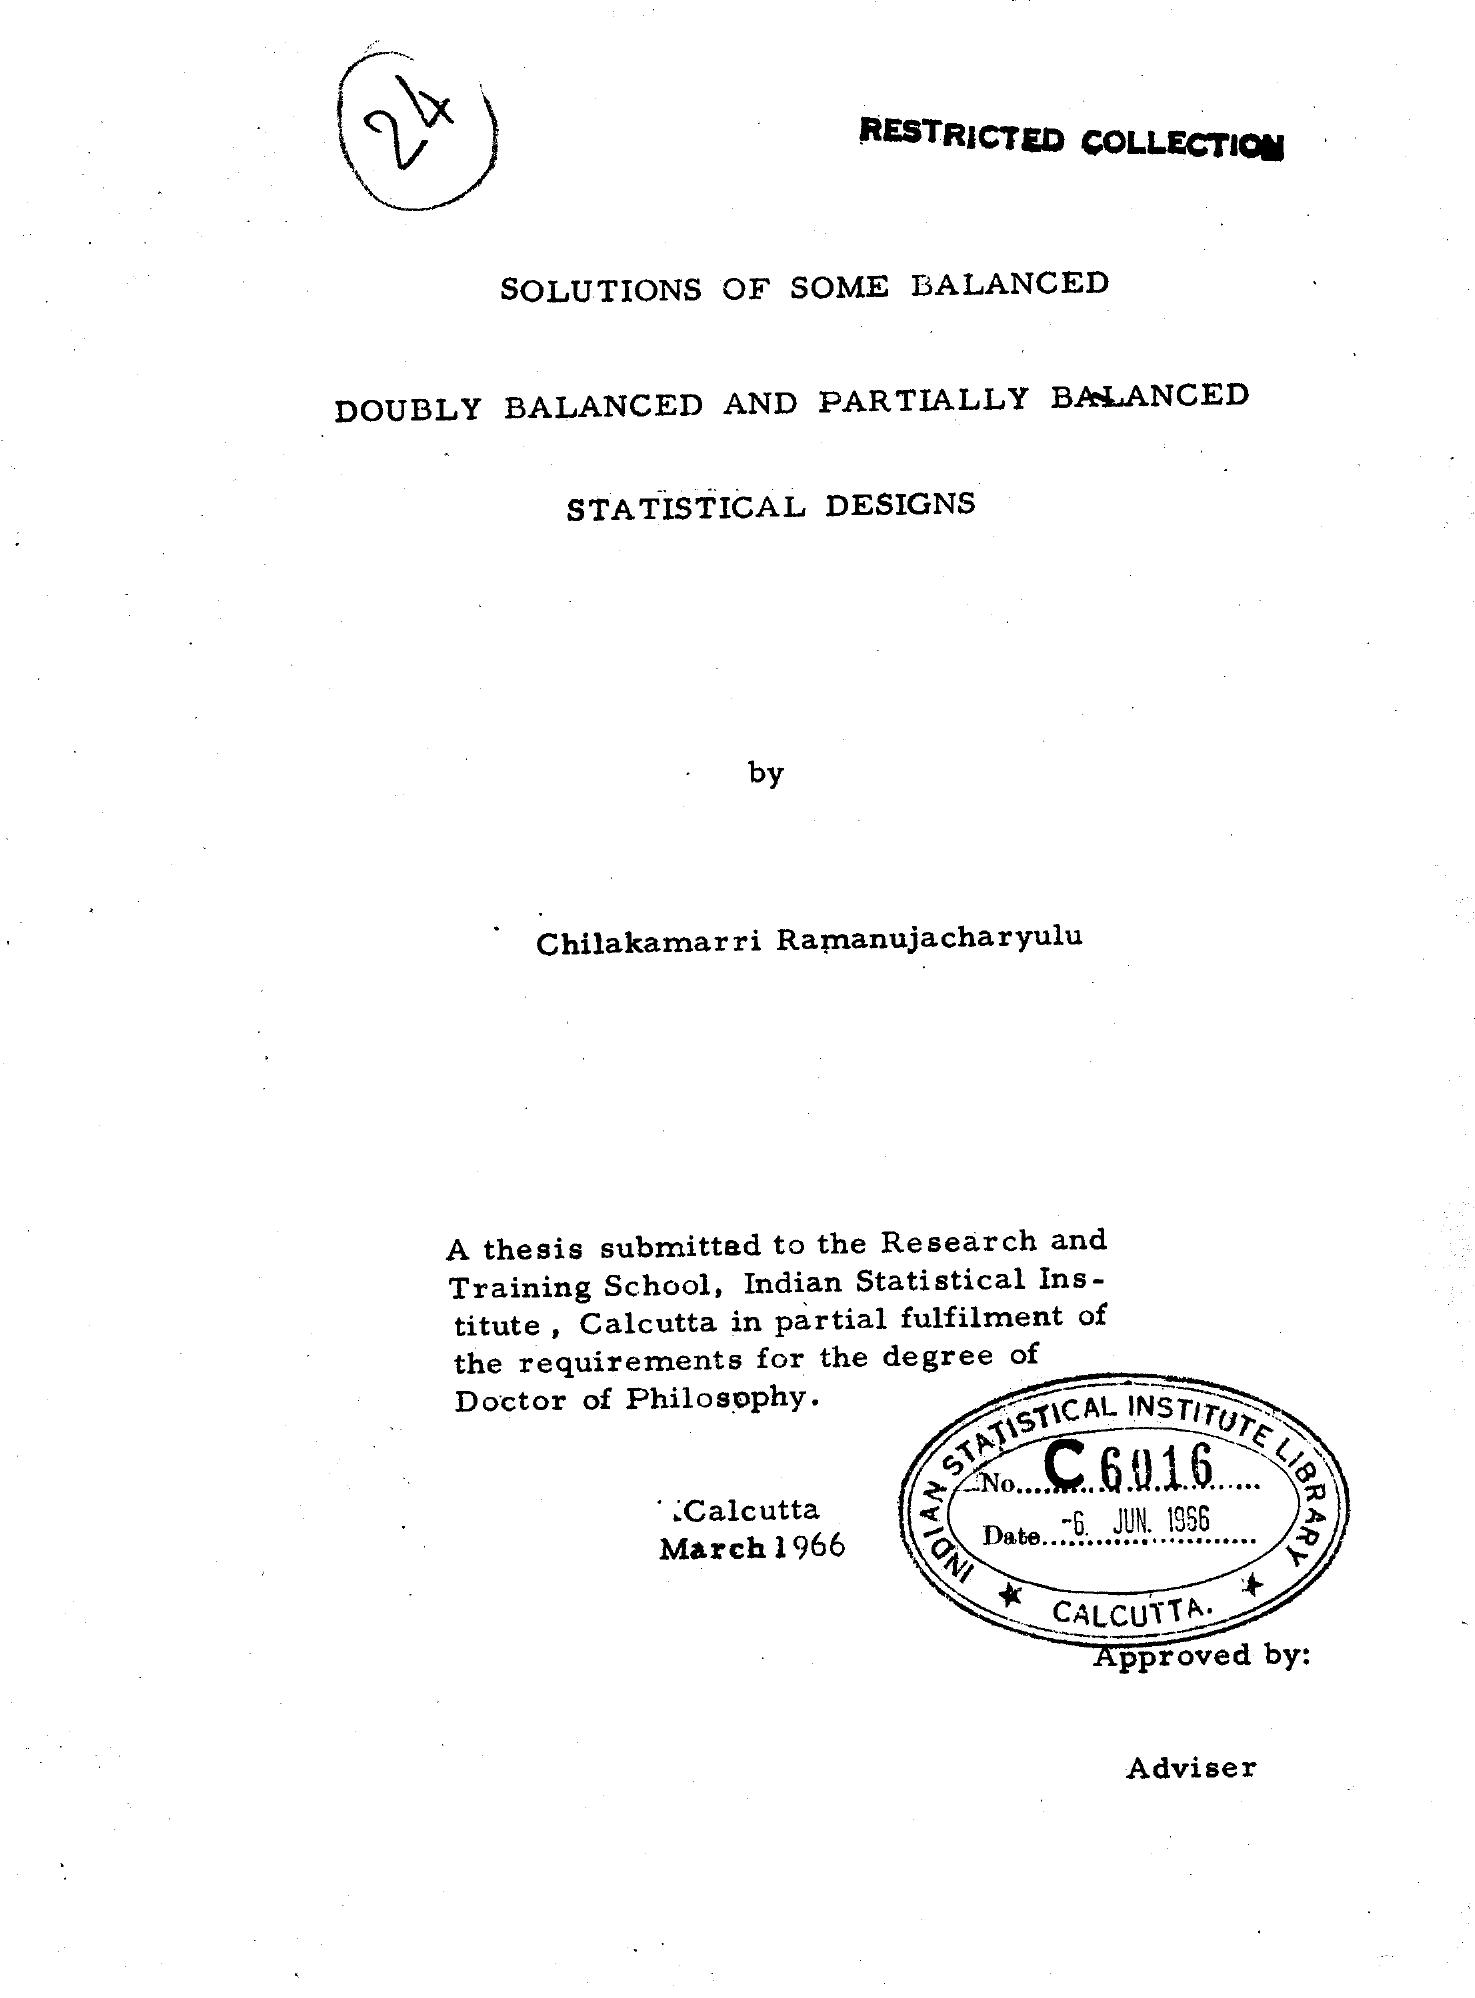 24
RESTRICTED COLLECTION
SOLUTIONS OF SOME BALANCED
DOUBLY BALANCED AND PARTIALLY BALANCED
STATISTICAL DESIGNS
by
Chilakamarri Ramanujacharyulu
A thesis submitted to the Research and
Training School, Indian Statistical Ins-
titute , Calcutta in partial fulfilment of
the requirements for the degree of
Doctor of Philosophy.
Calcutta
March 1966
INDIAN STATISTICAL INSTITUTE LIBRARY
No....C 6016......
Date...-6. JUN. 1966......
★ CALCUTTA. ★
Approved by:
Adviser